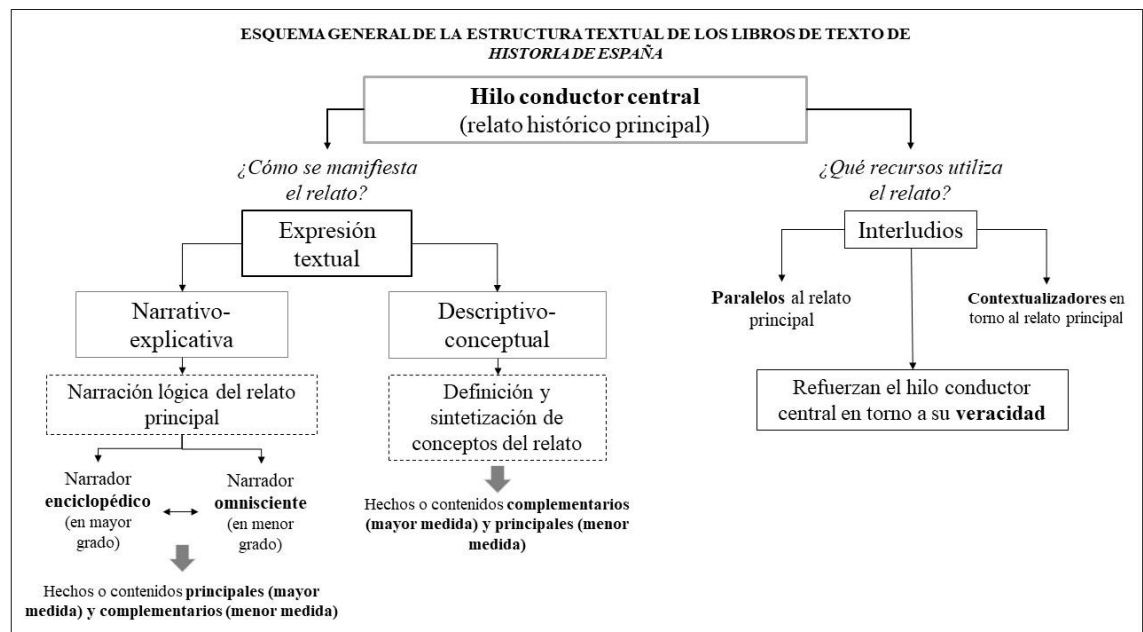 ESQUEMA GENERAL DE LA ESTRUCTURA TEXTUAL DE LOS LIBROS DE TEXTO DE
HISTORIA DE ESPAÑA
Hilo conductor central
(relato histórico principal)
¿Cómo se manifiesta
el relato?
Expresión
textual
Narrativo-
explicativa
Narración lógica del relato
principal
Narrador
enciclopédico
(en mayor
grado)
Narrador
omnisciente
(en menor
grado)
Hechos o contenidos principales (mayor
medida) y complementarios (menor medida)
Descriptivo-
conceptual
Definición y
sintetización de
conceptos del relato
Hechos o contenidos complementarios
(mayor medida) y principales (menor
medida)
¿Qué recursos utiliza
el relato?
Interludios
Paralelos al relato
principal
Contextualizadores en
torno al relato principal
Refuerzan el hilo conductor
central en torno a su veracidad